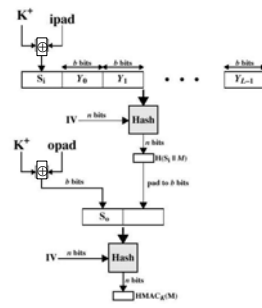 K+ ipad
b bits b bits b bits
Si Y0 Y1 • • • YL-1
n bits
IV Hash
n bits
K+ opad
H(Si || M)
b bits pad to b bits
So
n bits
IV Hash
n bits
HMACK(M)